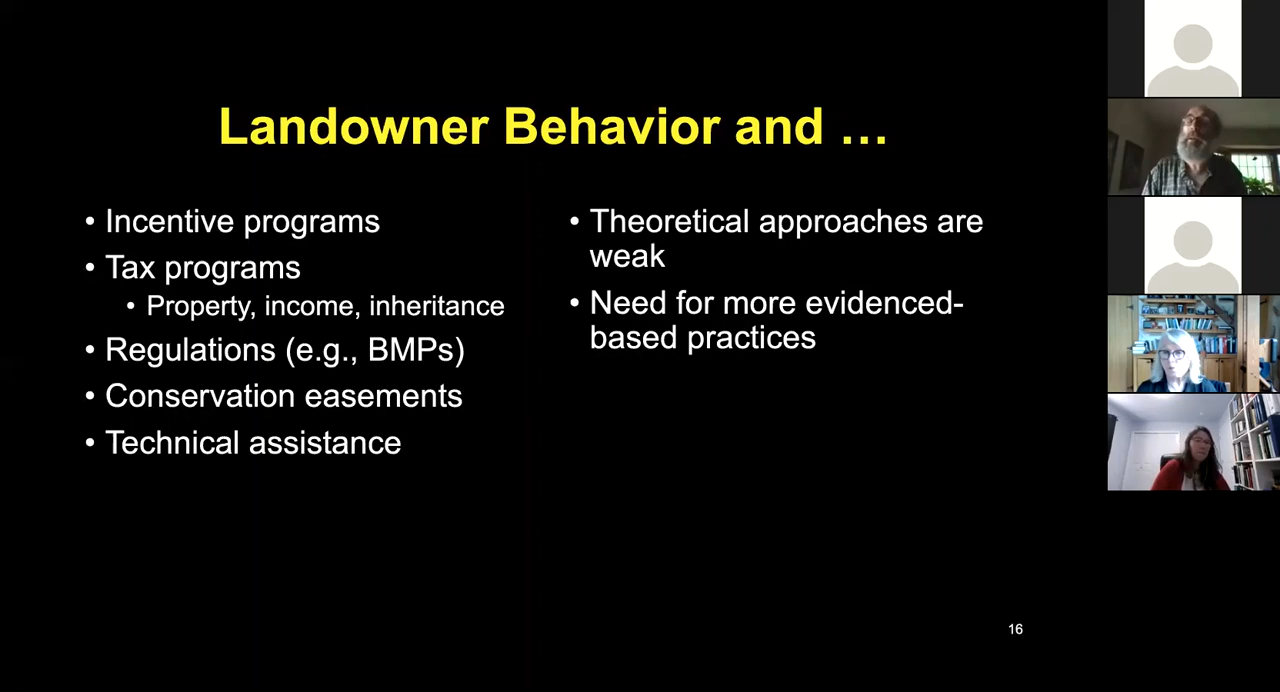 Landowner Behavior and …
• Incentive programs
• Tax programs
• Property, income, inheritance
• Regulations (e.g., BMPs)
• Conservation easements
• Technical assistance
• Theoretical approaches are
weak
• Need for more evidenced-
based practices
16